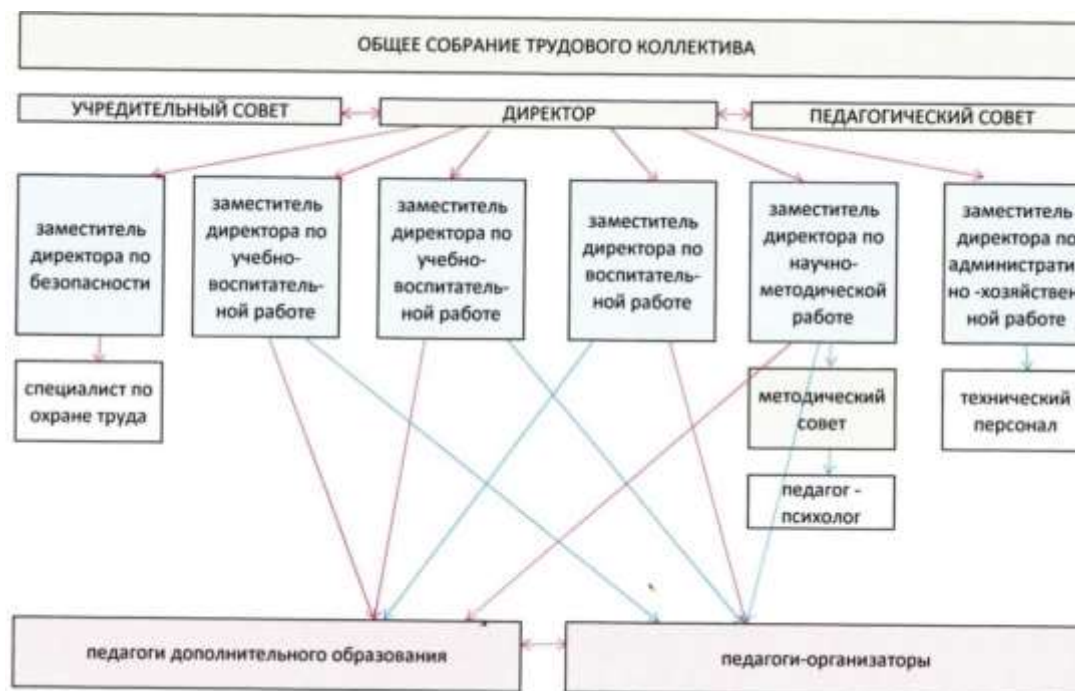 ОБЩЕЕ СОБРАНИЕ ТРУДОВОГО КОЛЛЕКТИВА
УЧРЕДИТЕЛЬНЫЙ СОВЕТ
ДИРЕКТОР
ПЕДАГОГИЧЕСКИЙ СОВЕТ
заместитель
директора по
безопасности
заместитель
директора по
учебно-
воспитатель-
ной работе
заместитель
директора по
учебно-
воспитатель-
ной работе
заместитель
директора по
воспитатель-
ной работе
заместитель
директора по
научно-
методической
работе
заместитель
директора по
административ
но -хозяйствен
ной работе
специалист по
охране труда
методический
совет
технический
персонал
педагог -
психолог
педагоги дополнительного образования
педагоги-организаторы